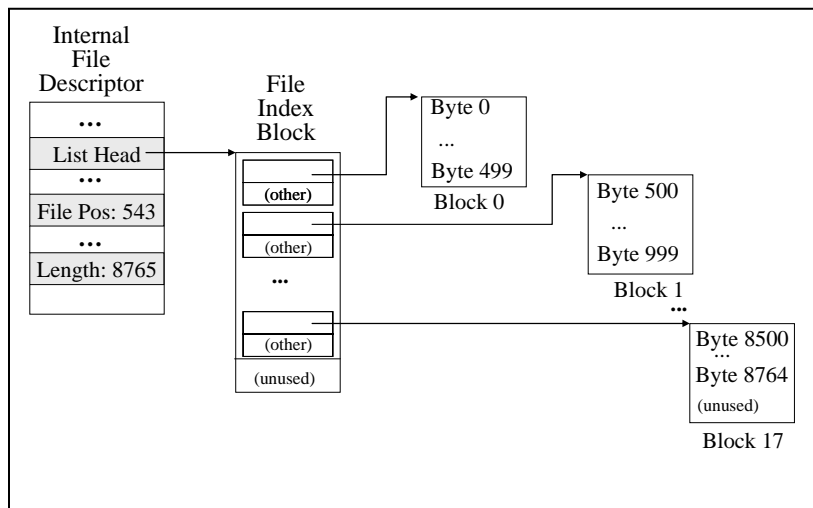 Internal
File
Descriptor
...
List Head
...
File Pos: 543
...
Length: 8765
File
Index
Block
(other)
(other)
...
(other)
(unused)
Byte 0
...
Byte 499
Block 0
Byte 500
...
Byte 999
Block 1
...
Byte 8500
...
Byte 8764
(unused)
Block 17